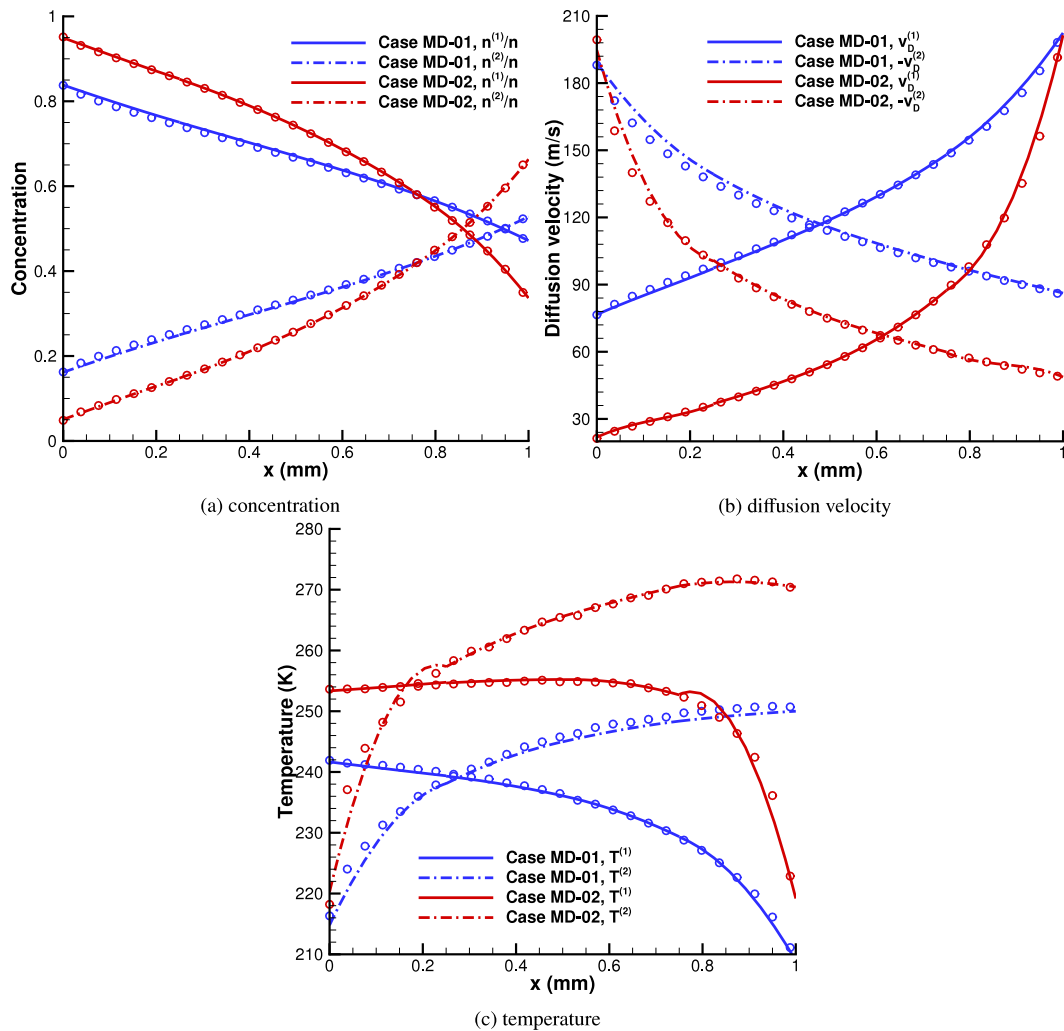 Concentration
1
0.8
0.6
0.4
0.2
0
Case MD-01, n(1)/n
Case MD-01, n(2)/n
Case MD-02, n(1)/n
Case MD-02, n(2)/n
0 0.2 0.4 0.6 0.8 1
x (mm)
(a) concentration
Diffusion velocity (m/s)
210
180
150
120
90
60
30
Case MD-01, vD(1)
Case MD-01, -vD(2)
Case MD-02, vD(1)
Case MD-02, -vD(2)
0 0.2 0.4 0.6 0.8 1
x (mm)
(b) diffusion velocity
Temperature (K)
280
270
260
250
240
230
220
210
Case MD-01, T(1)
Case MD-01, T(2)
Case MD-02, T(1)
Case MD-02, T(2)
0 0.2 0.4 0.6 0.8 1
x (mm)
(c) temperature